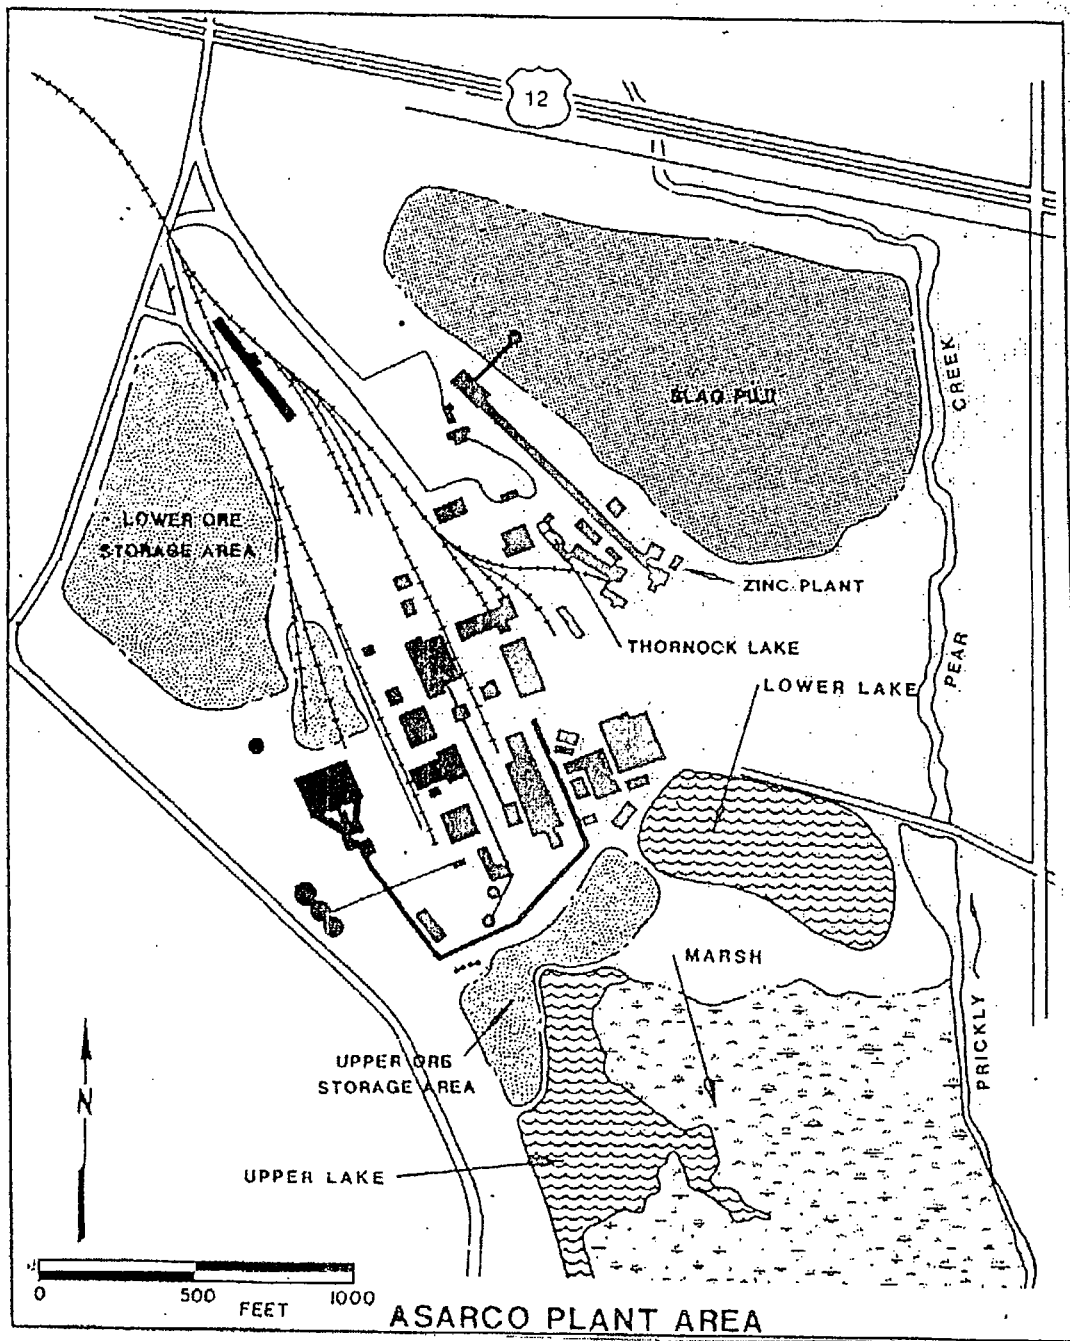 12
SLAG PILE
CREEK
LOWER ORE
STORAGE AREA
ZINC PLANT
THORNOCK LAKE
PEAR
LOWER LAKE
MARSH
PRICKLY
UPPER ORE
STORAGE AREA
N
UPPER LAKE
0 500 1000
FEET
ASARCO PLANT AREA